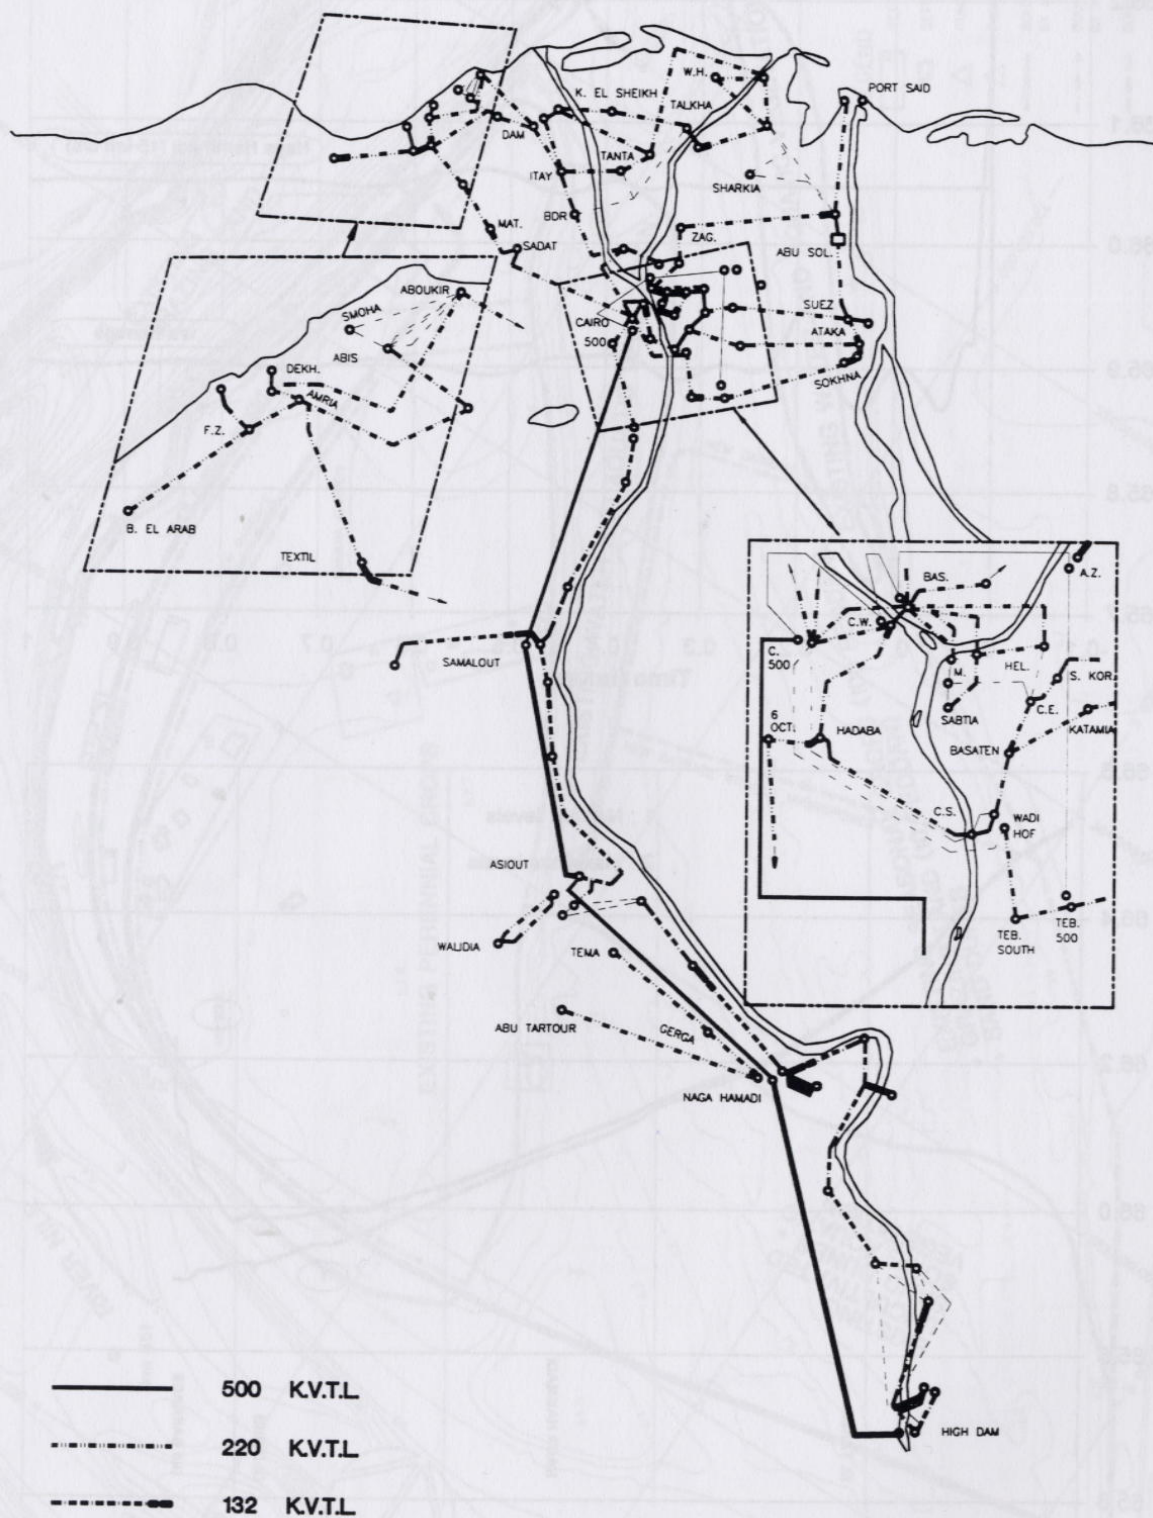 W.H.
K. EL SHEIKH
TALKHA
PORT SAID
DAM
TANTA
ITAY
SHARKIA
BDR
MAT.
SADAT
ZAG.
ABU SOL.
ABOUKIR
SMOHA
ABIS
CAIRO
500
SUEZ
ATAKA
SOKHNA
DEKH.
AMRIA
F.Z.
B. EL ARAB
TEXTIL
BAS.
A.Z.
C.W.
C.
500
M.
HEL.
S. KOR.
SABTIA
C.E.
KATAMIA
6
OCT.
HADABA
BASATEN
C.S.
WADI
HOF
TEB.
SOUTH
TEB.
500
SAMALOUT
ASIOUT
WALIDIA
TEMA
ABU TARTOUR
GERGA
NAGA HAMADI
HIGH DAM
500 K.V.T.L.
220 K.V.T.L.
132 K.V.T.L.